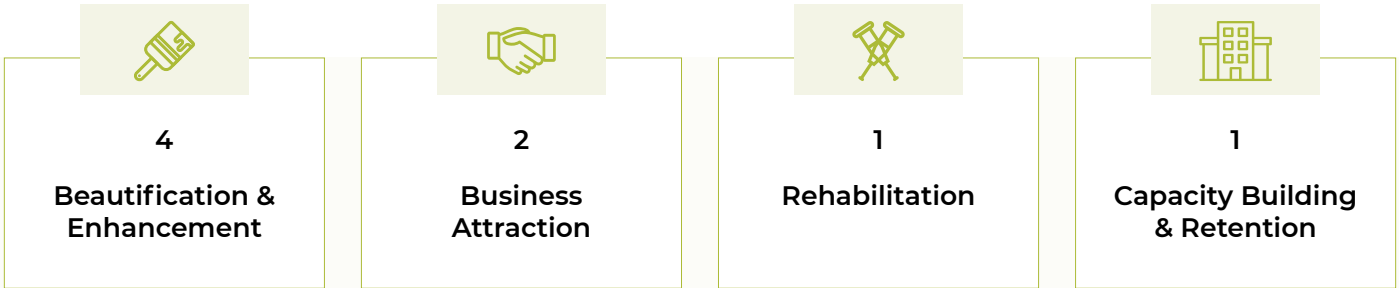 4
Beautification &
Enhancement
2
Business
Attraction
1
Rehabilitation
1
Capacity Building
& Retention